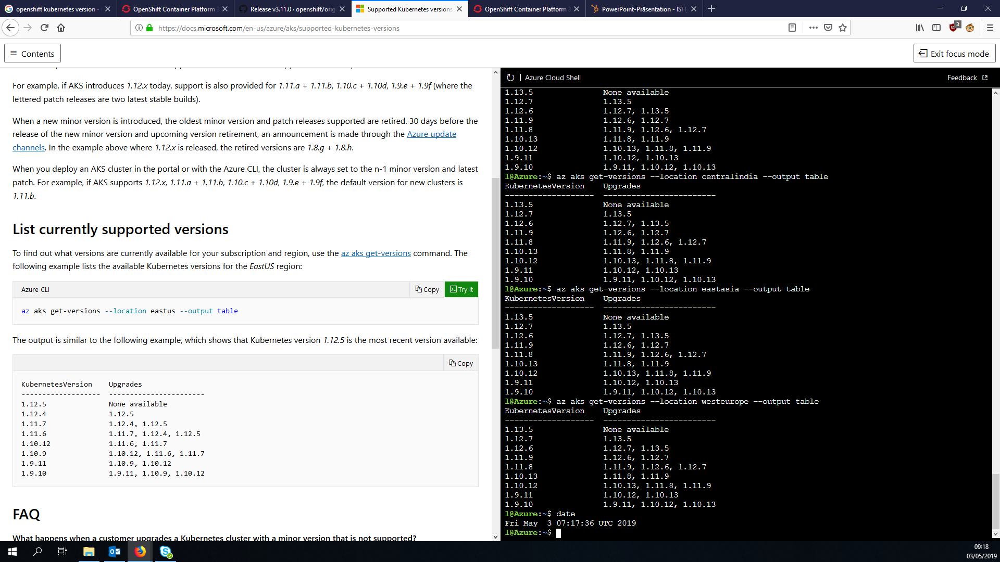 openshift kubernetes version -
OpenShift Container Platform 3
Release v3.11.0 · openshift/orig
Supported Kubernetes versions
OpenShift Container Platform 3
PowerPoint-Präsentation - ISH_
https://docs.microsoft.com/en-us/azure/aks/supported-kubernetes-versions
3
Contents
Exit focus mode
For example, if AKS introduces 1.12.x today, support is also provided for 1.11.a + 1.11.b, 1.10.c + 1.10d, 1.9.e + 1.9f (where the
lettered patch releases are two latest stable builds).
When a new minor version is introduced, the oldest minor version and patch releases supported are retired. 30 days before the
release of the new minor version and upcoming version retirement, an announcement is made through the Azure update
channels. In the example above where 1.12.x is released, the retired versions are 1.8.g + 1.8.h.
When you deploy an AKS cluster in the portal or with the Azure CLI, the cluster is always set to the n-1 minor version and latest
patch. For example, if AKS supports 1.12.x, 1.11.a + 1.11.b, 1.10.c + 1.10d, 1.9.e + 1.9f, the default version for new clusters is
1.11.b.
List currently supported versions
To find out what versions are currently available for your subscription and region, use the az aks get-versions command. The
following example lists the available Kubernetes versions for the EastUS region:
Azure CLI
Copy
Try It
az aks get-versions --location eastus --output table
The output is similar to the following example, which shows that Kubernetes version 1.12.5 is the most recent version available:
Copy
KubernetesVersion    Upgrades
-------------------  -----------------------
1.12.5               None available
1.12.4               1.12.5
1.11.7               1.12.4, 1.12.5
1.11.6               1.11.7, 1.12.4, 1.12.5
1.10.12              1.11.6, 1.11.7
1.10.9               1.10.12, 1.11.6, 1.11.7
1.9.11               1.10.9, 1.10.12
1.9.10               1.9.11, 1.10.9, 1.10.12
FAQ
What happens when a customer upgrades a Kubernetes cluster with a minor version that is not supported?
Azure Cloud Shell
Feedback
1.13.5               None available
1.12.7               1.13.5
1.12.6               1.12.7, 1.13.5
1.11.9               1.12.6, 1.12.7
1.11.8               1.11.9, 1.12.6, 1.12.7
1.10.13              1.11.8, 1.11.9
1.10.12              1.10.13, 1.11.8, 1.11.9
1.9.11               1.10.12, 1.10.13
1.9.10               1.9.11, 1.10.12, 1.10.13
l@Azure:~$ az aks get-versions --location centralindia --output table
KubernetesVersion    Upgrades
-------------------  ------------------------
1.13.5               None available
1.12.7               1.13.5
1.12.6               1.12.7, 1.13.5
1.11.9               1.12.6, 1.12.7
1.11.8               1.11.9, 1.12.6, 1.12.7
1.10.13              1.11.8, 1.11.9
1.10.12              1.10.13, 1.11.8, 1.11.9
1.9.11               1.10.12, 1.10.13
1.9.10               1.9.11, 1.10.12, 1.10.13
l@Azure:~$ az aks get-versions --location eastasia --output table
KubernetesVersion    Upgrades
-------------------  ------------------------
1.13.5               None available
1.12.7               1.13.5
1.12.6               1.12.7, 1.13.5
1.11.9               1.12.6, 1.12.7
1.11.8               1.11.9, 1.12.6, 1.12.7
1.10.13              1.11.8, 1.11.9
1.10.12              1.10.13, 1.11.8, 1.11.9
1.9.11               1.10.12, 1.10.13
1.9.10               1.9.11, 1.10.12, 1.10.13
l@Azure:~$ az aks get-versions --location westeurope --output table
KubernetesVersion    Upgrades
-------------------  ------------------------
1.13.5               None available
1.12.7               1.13.5
1.12.6               1.12.7, 1.13.5
1.11.9               1.12.6, 1.12.7
1.11.8               1.11.9, 1.12.6, 1.12.7
1.10.13              1.11.8, 1.11.9
1.10.12              1.10.13, 1.11.8, 1.11.9
1.9.11               1.10.12, 1.10.13
1.9.10               1.9.11, 1.10.12, 1.10.13
l@Azure:~$ date
Fri May  3 07:17:36 UTC 2019
l@Azure:~$
09:18
03/05/2019